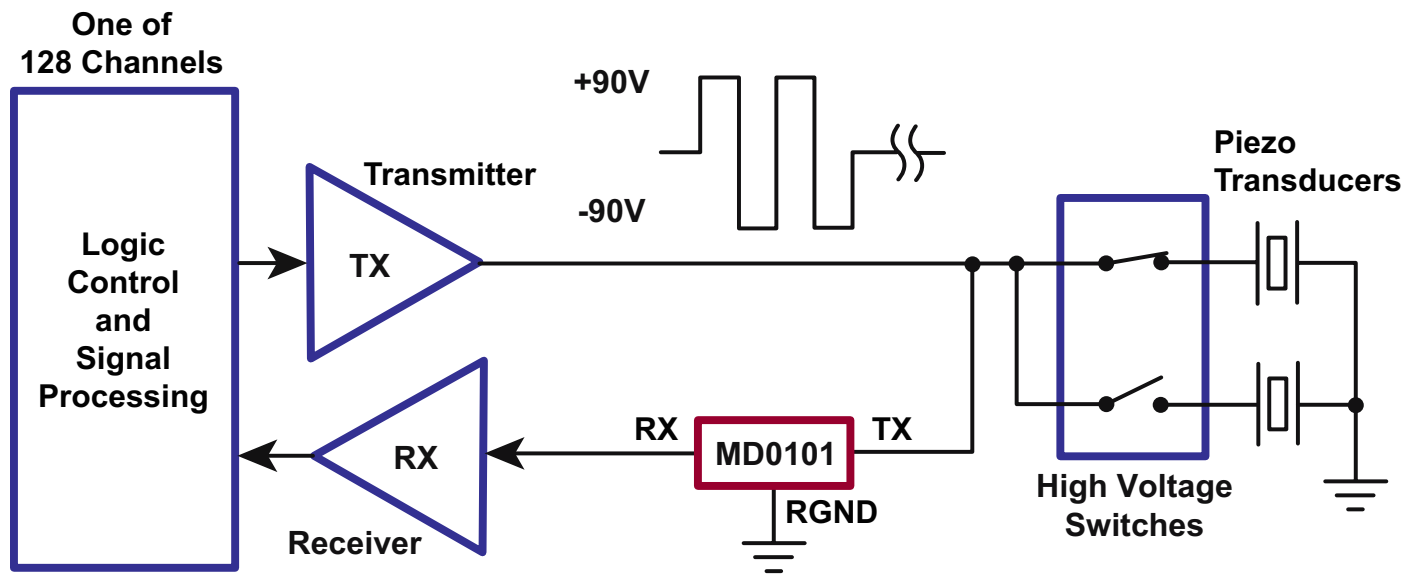 One of
128 Channels
Logic
Control
and
Signal
Processing
Transmitter
TX
+90V
-90V
Piezo
Transducers
RX
Receiver
RX
MD0101
TX
RGND
High Voltage
Switches